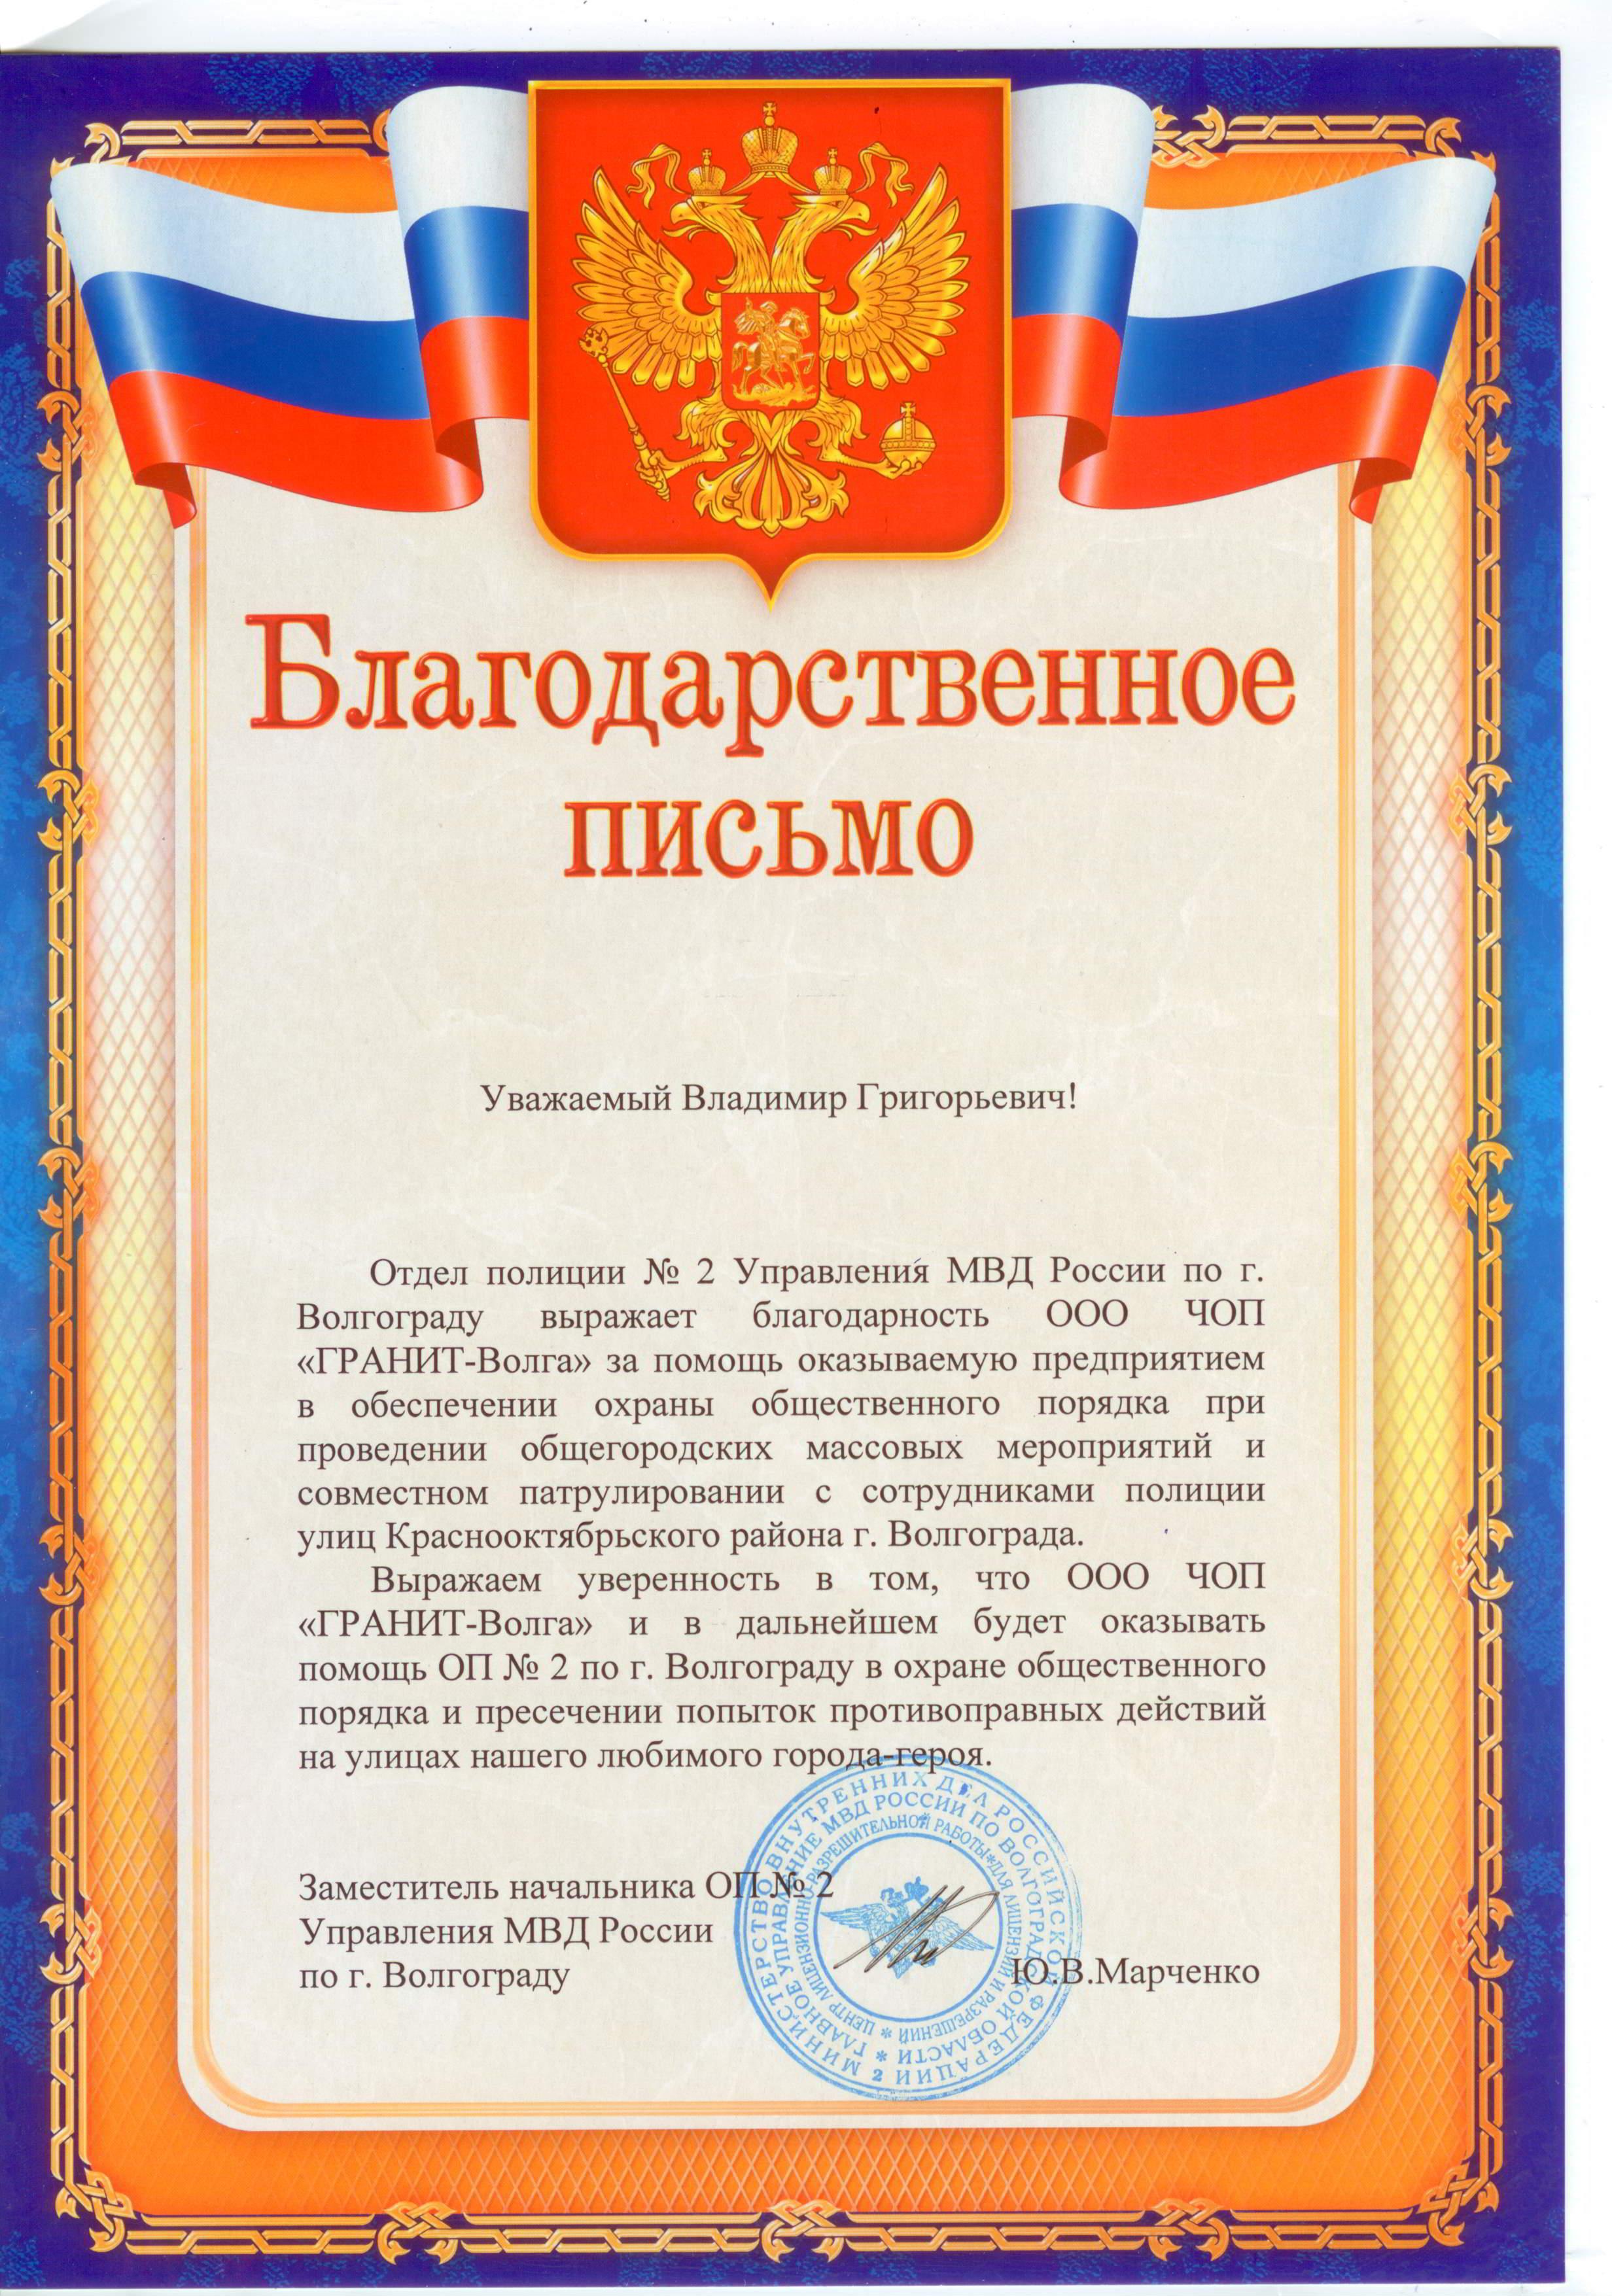 Благодарственное
письмо
Уважаемый Владимир Григорьевич!
Отдел полиции № 2 Управления МВД России по г.
Волгограду выражает благодарность ООО ЧОП
«ГРАНИТ-Волга» за помощь оказываемую предприятием
в обеспечении охраны общественного порядка при
проведении общегородских массовых мероприятий и
совместном патрулировании с сотрудниками полиции
улиц Краснооктябрьского района г. Волгограда.
Выражаем уверенность в том, что ООО ЧОП
«ГРАНИТ-Волга» и в дальнейшем будет оказывать
помощь ОП № 2 по г. Волгограду в охране общественного
порядка и пресечении попыток противоправных действий
на улицах нашего любимого города-героя.
Заместитель начальника ОП № 2
Управления МВД России
по г. Волгограду
Ю.В.Марченко
МИНИСТЕРСТВО ВНУТРЕННИХ ДЕЛ РОССИЙСКОЙ ФЕДЕРАЦИИ 2
ГЛАВНОЕ УПРАВЛЕНИЕ МВД РОССИИ ПО ВОЛГОГРАДСКОЙ ОБЛАСТИ *
ЦЕНТР ЛИЦЕНЗИОННО-РАЗРЕШИТЕЛЬНОЙ РАБОТЫ*ДЛЯ ЛИЦЕНЗИЙ И РАЗРЕШЕНИЙ *